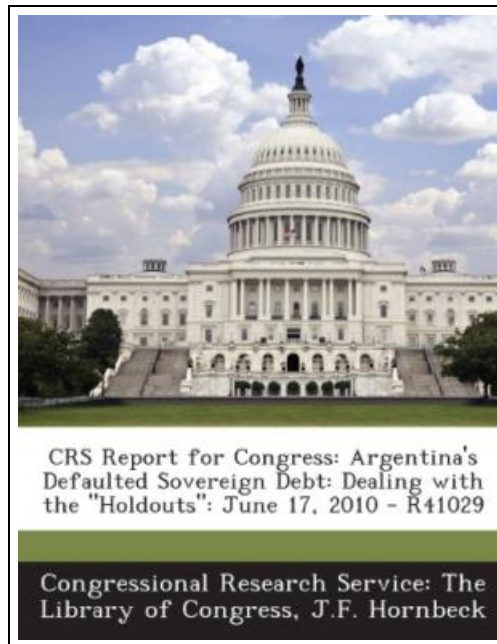 CRS Report for Congress: Argentina's
Defaulted Sovereign Debt: Dealing with
the "Holdouts": June 17, 2010 - R41029
Congressional Research Service: The
Library of Congress, J.F. Hornbeck